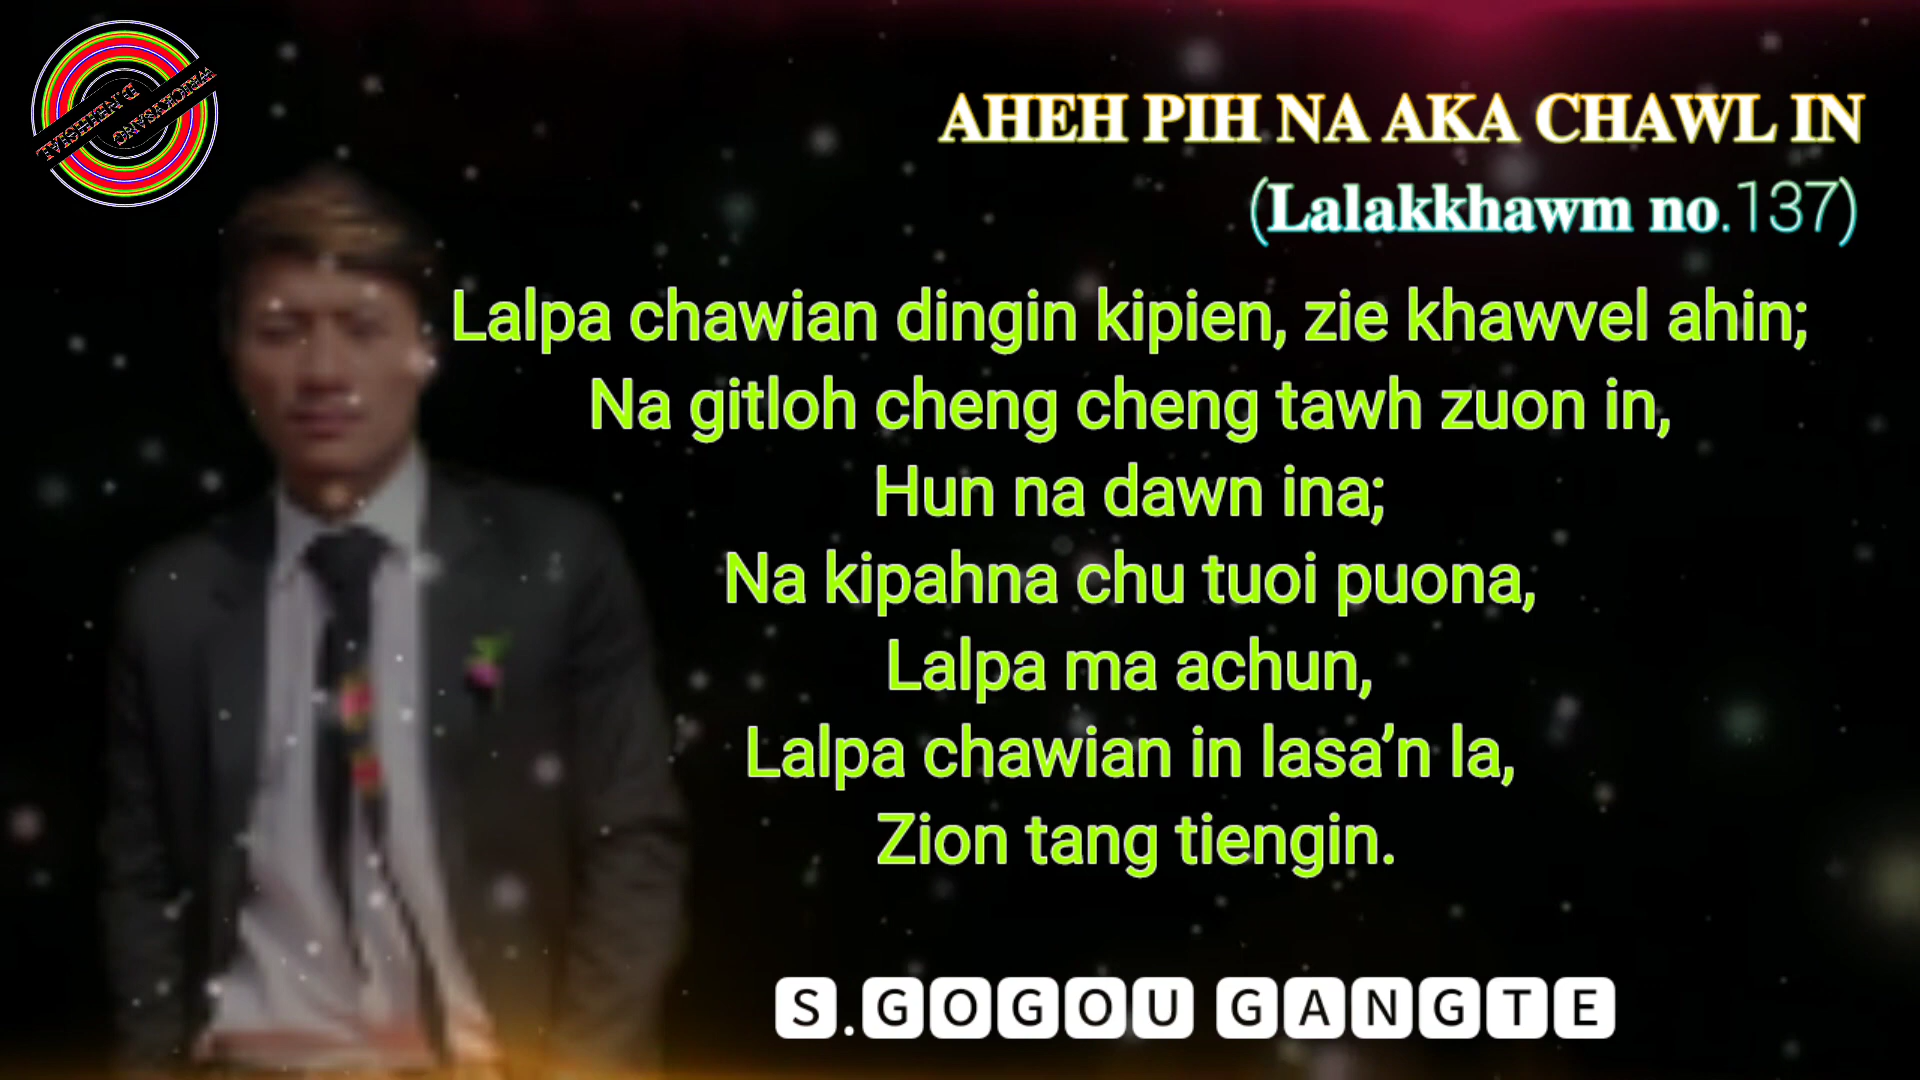 AHEH PIH NA AKA CHAWL IN
(Lalakkhawm no.137)
Lalpa chawian dingin kipien, zie khawvel ahin;
Na gitloh cheng cheng tawh zuon in,
Hun na dawn ina;
Na kipahna chu tuoi puona,
Lalpa ma achun,
Lalpa chawian in lasa’n la,
Zion tang tiengin.
S.GOGOU GANGTE